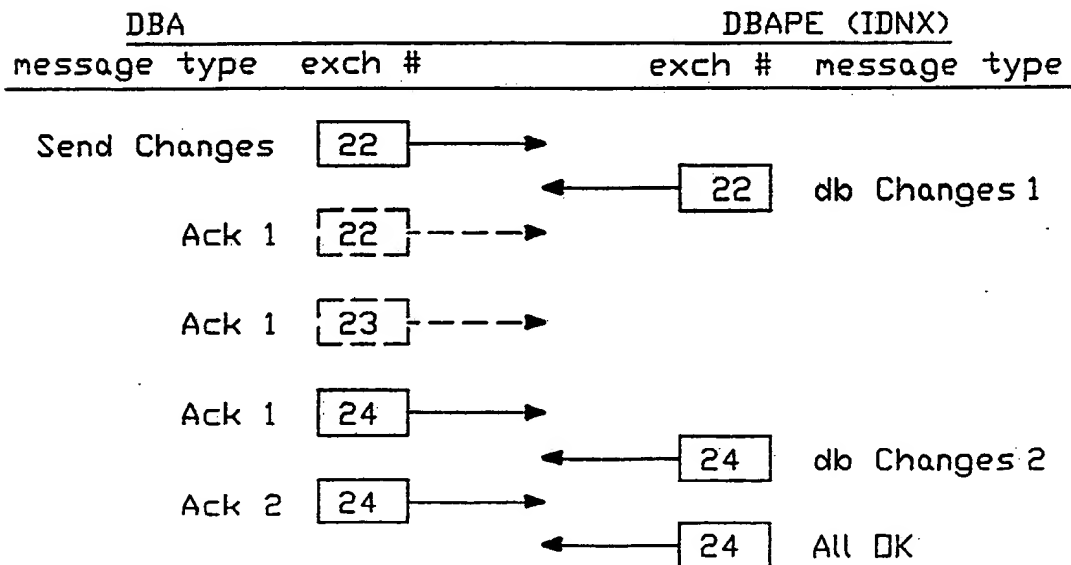 DBA DBAPE (IDNX)
message type exch # exch # message type
Send Changes 22
22 db Changes 1
Ack 1 22
Ack 1 23
Ack 1 24
24 db Changes 2
Ack 2 24
24 All OK